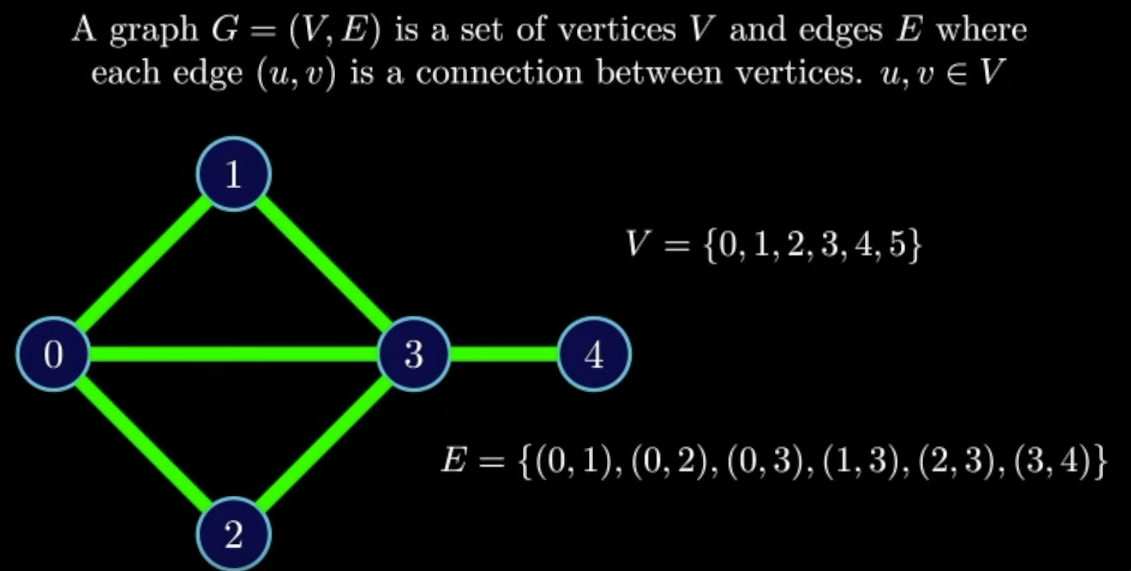 A graph G = (V, E) is a set of vertices V and edges E where
each edge (u, v) is a connection between vertices. u, v ∈ V
1
V = {0, 1, 2, 3, 4, 5}
0
3
4
E = {(0, 1), (0, 2), (0, 3), (1, 3), (2, 3), (3, 4)}
2